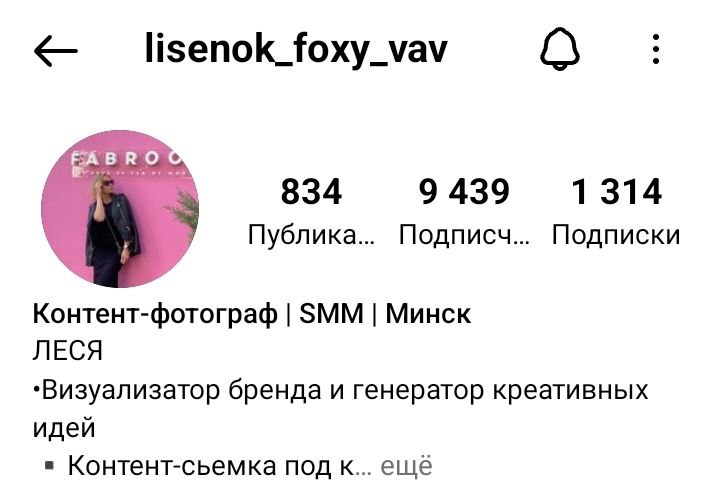 lisenok_foxy_vav
FABROO
834 9 439 1 314
Публика... Подписч... Подписки
Контент-фотограф | SMM | Минск
ЛЕСЯ
•Визуализатор бренда и генератор креативных
идей
▪ Контент-сьемка под к... ещё